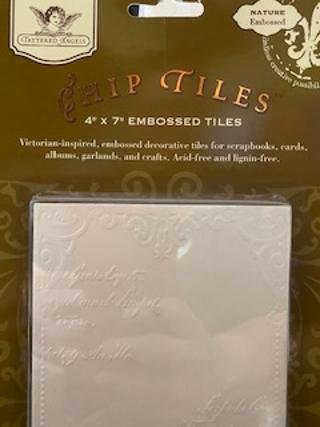 TATTERED ANGELS
NATURE
Embossed
CHIP TILES
4" x 7" EMBOSSED TILES
Victorian-inspired, embossed decorative tiles for scrapbooks, cards,
albums, garlands, and crafts. Acid-free and lignin-free.